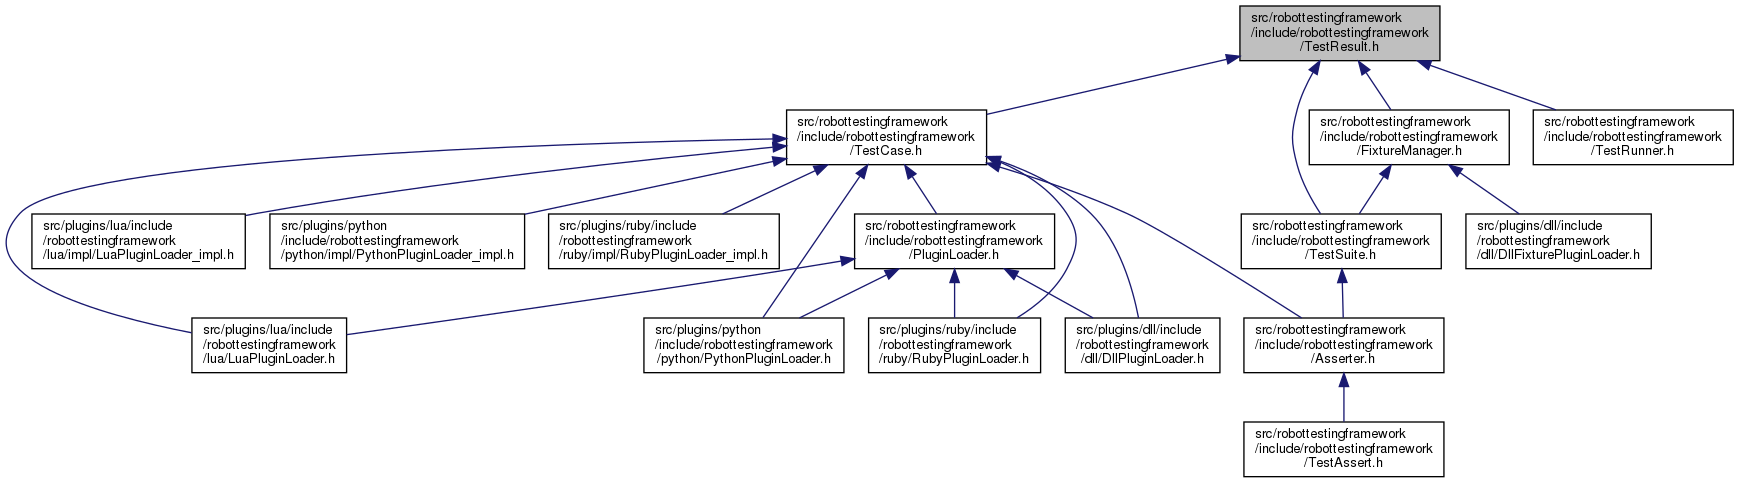 src/robottestingframework
/include/robottestingframework
/TestResult.h
src/robottestingframework
/include/robottestingframework
/TestCase.h
src/robottestingframework
/include/robottestingframework
/FixtureManager.h
src/robottestingframework
/include/robottestingframework
/TestRunner.h
src/plugins/lua/include
/robottestingframework
/lua/impl/LuaPluginLoader_impl.h
src/plugins/python
/include/robottestingframework
/python/impl/PythonPluginLoader_impl.h
src/plugins/ruby/include
/robottestingframework
/ruby/impl/RubyPluginLoader_impl.h
src/robottestingframework
/include/robottestingframework
/PluginLoader.h
src/robottestingframework
/include/robottestingframework
/TestSuite.h
src/plugins/dll/include
/robottestingframework
/dll/DllFixturePluginLoader.h
src/plugins/lua/include
/robottestingframework
/lua/LuaPluginLoader.h
src/plugins/python
/include/robottestingframework
/python/PythonPluginLoader.h
src/plugins/ruby/include
/robottestingframework
/ruby/RubyPluginLoader.h
src/plugins/dll/include
/robottestingframework
/dll/DllPluginLoader.h
src/robottestingframework
/include/robottestingframework
/Asserter.h
src/robottestingframework
/include/robottestingframework
/TestAssert.h